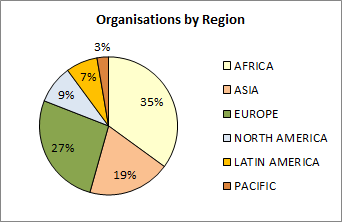 Organisations by Region
3%
7%
9%
35%
27%
19%
AFRICA
ASIA
EUROPE
NORTH AMERICA
LATIN AMERICA
PACIFIC